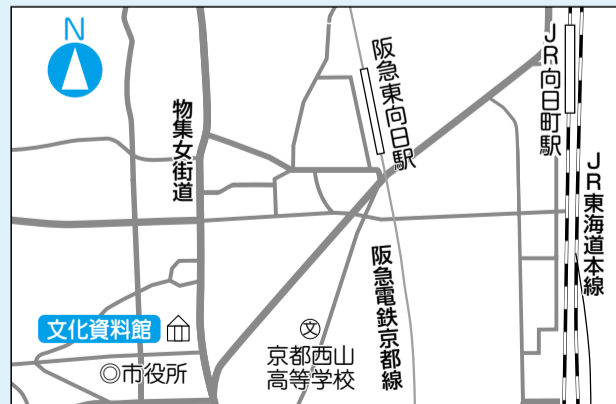 N
物集女街道
阪急東向日駅
JR向日町駅
JR東海道本線
阪急電鉄京都線
文化資料館
◎市役所
文
京都西山
高等学校